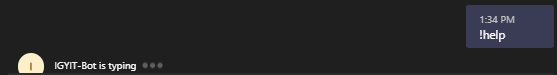 1:34 PM
!help
I
IGYIT-Bot is typing